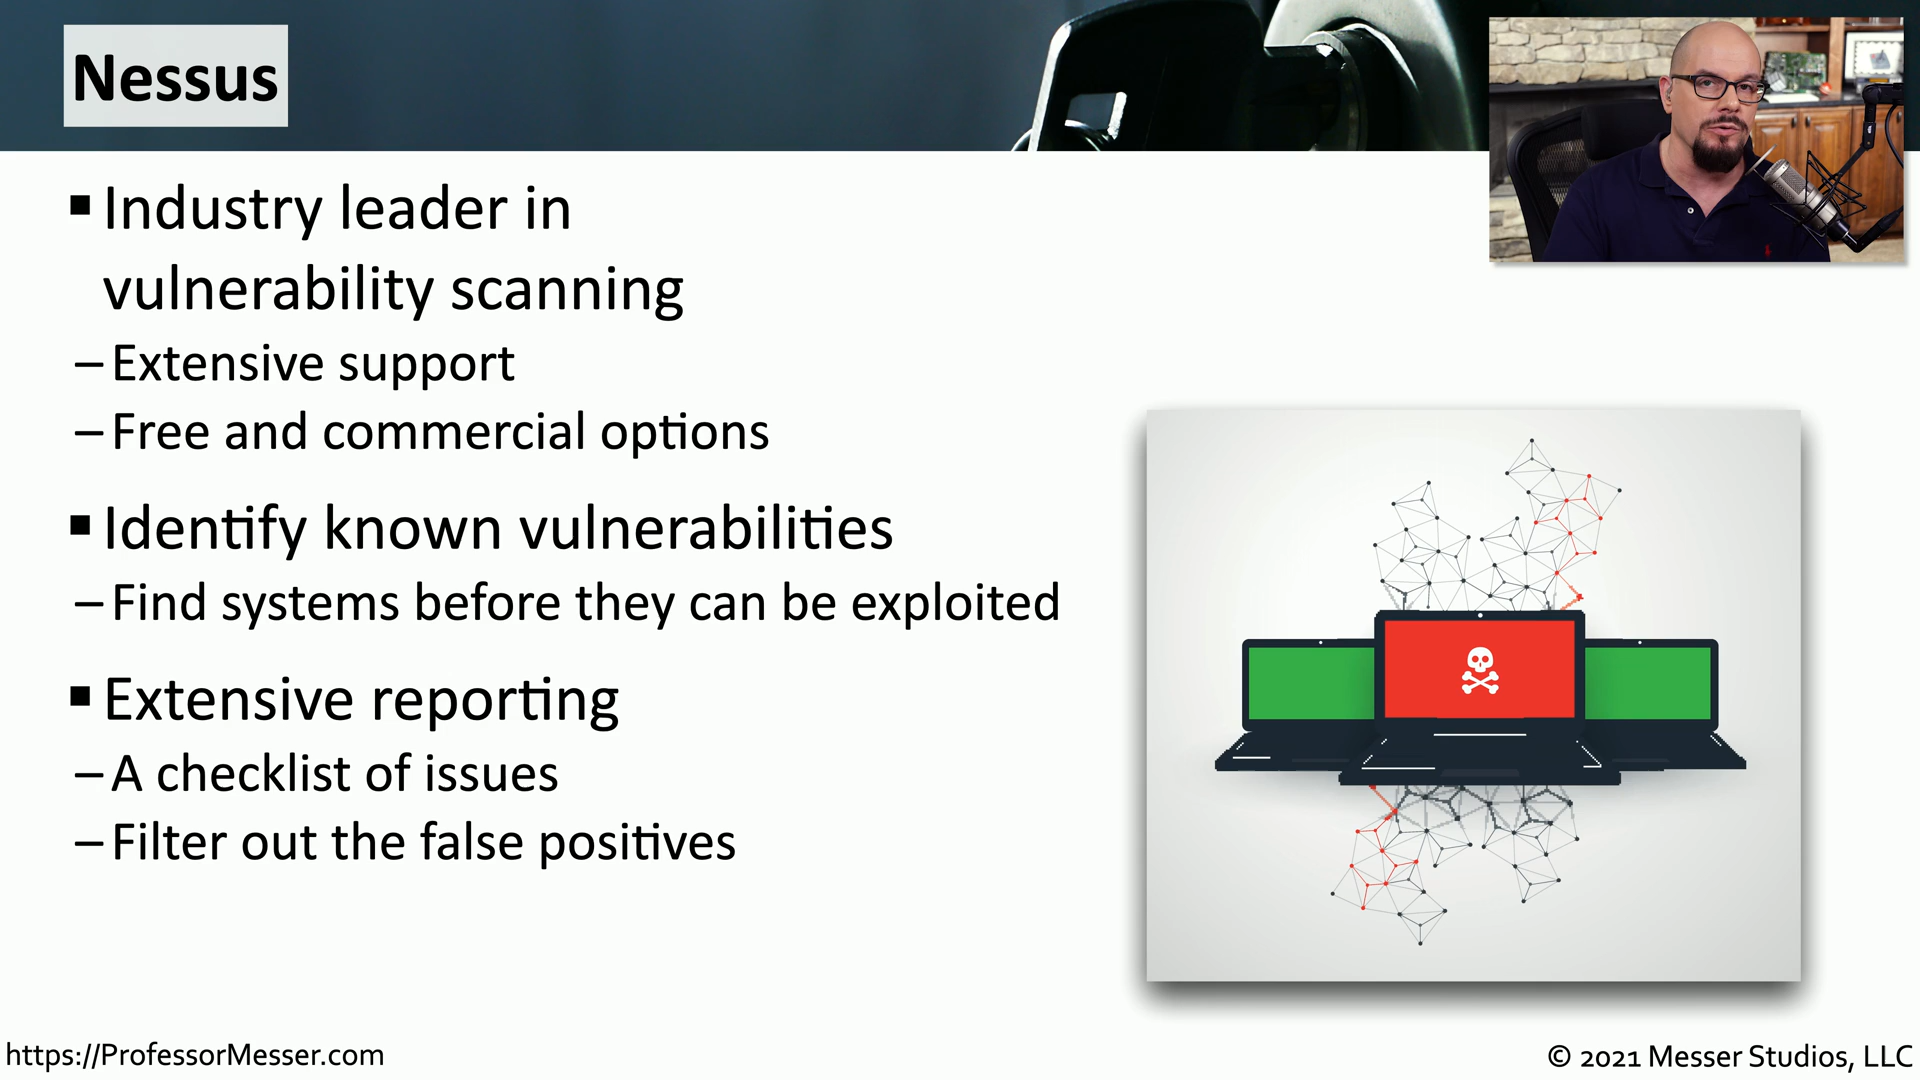 Nessus
▪ Industry leader in
vulnerability scanning
– Extensive support
– Free and commercial options
▪ Identify known vulnerabilities
– Find systems before they can be exploited
▪ Extensive reporting
– A checklist of issues
– Filter out the false positives
https://ProfessorMesser.com
© 2021 Messer Studios, LLC